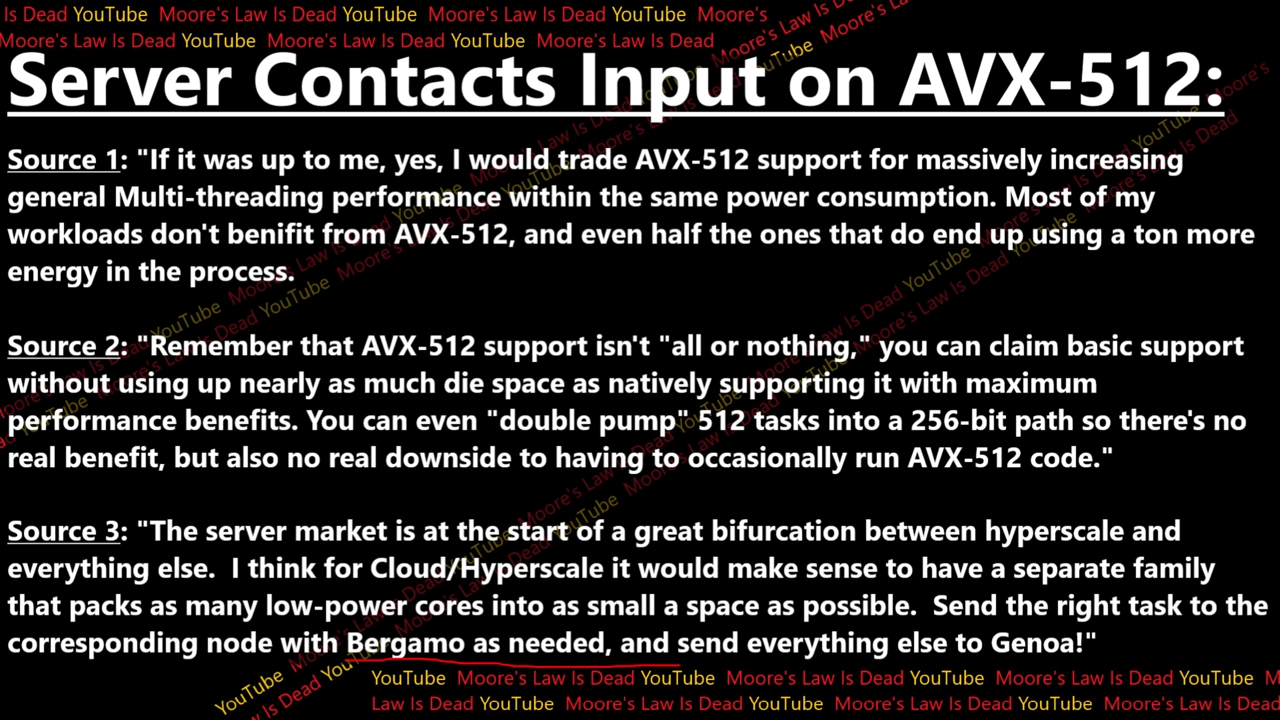 Is Dead YouTube Moore's Law Is Dead YouTube Moore's Law Is Dead YouTube Moore's
Moore's Law Is Dead YouTube Moore's Law Is Dead YouTube Moore's Law Is Dead
Server Contacts Input on AVX-512:
Source 1: "If it was up to me, yes, I would trade AVX-512 support for massively increasing
general Multi-threading performance within the same power consumption. Most of my
workloads don't benifit from AVX-512, and even half the ones that do end up using a ton more
energy in the process.
Source 2: "Remember that AVX-512 support isn't "all or nothing," you can claim basic support
without using up nearly as much die space as natively supporting it with maximum
performance benefits. You can even "double pump" 512 tasks into a 256-bit path so there's no
real benefit, but also no real downside to having to occasionally run AVX-512 code."
Source 3: "The server market is at the start of a great bifurcation between hyperscale and
everything else. I think for Cloud/Hyperscale it would make sense to have a separate family
that packs as many low-power cores into as small a space as possible. Send the right task to the
corresponding node with Bergamo as needed, and send everything else to Genoa!"
YouTube Moore's Law Is Dead YouTube Moore's Law Is Dead YouTube Moore's Law Is Dead YouTube M
Law Is Dead YouTube Moore's Law Is Dead YouTube Moore's Law Is Dead YouTube Moore's Law Is Dead